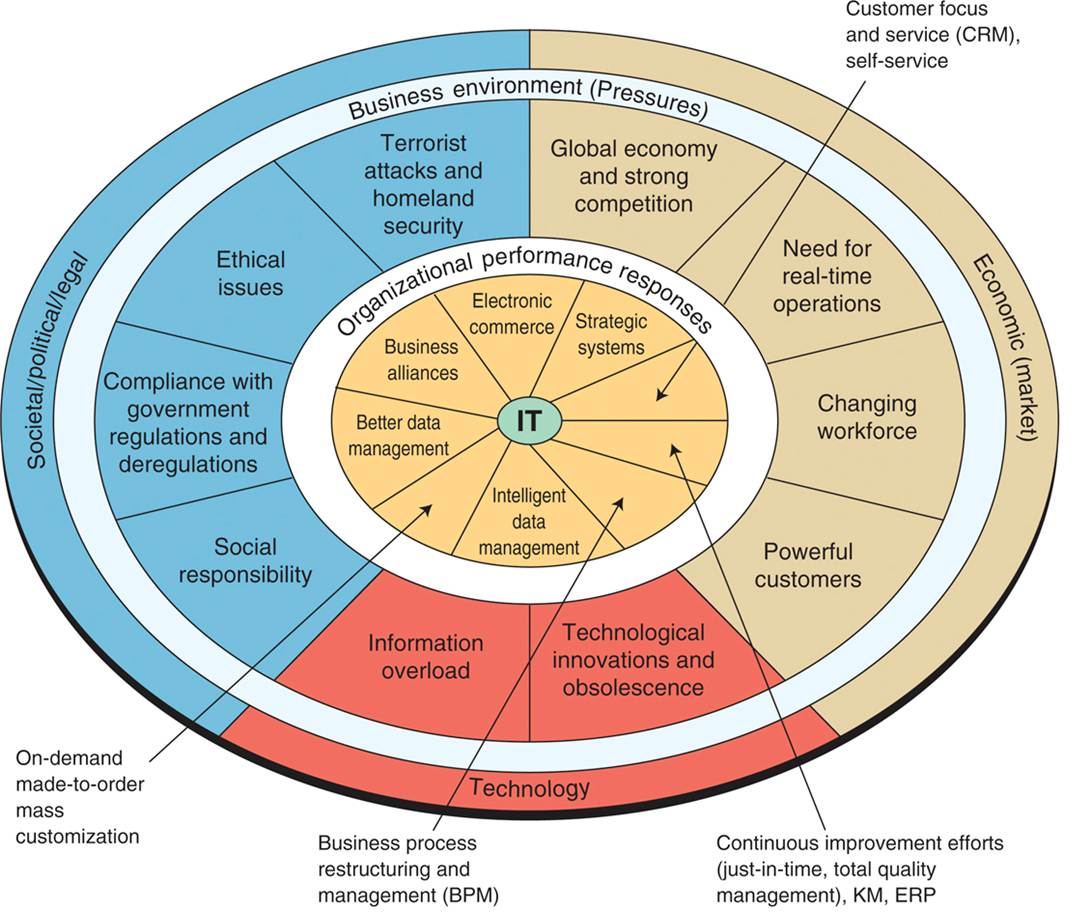 Customer focus
and service (CRM),
self-service
Business environment (Pressures)
Terrorist
attacks and
homeland
security
Global economy
and strong
competition
Ethical
issues
Need for
real-time
operations
Societal/political/legal
Economic (market)
Organizational performance responses
Electronic
commerce
Strategic
systems
Business
alliances
Better data
management
IT
Intelligent
data
management
Compliance with
government
regulations and
deregulations
Changing
workforce
Social
responsibility
Powerful
customers
Information
overload
Technological
innovations and
obsolescence
Technology
On-demand
made-to-order
mass
customization
Business process
restructuring and
management (BPM)
Continuous improvement efforts
(just-in-time, total quality
management), KM, ERP